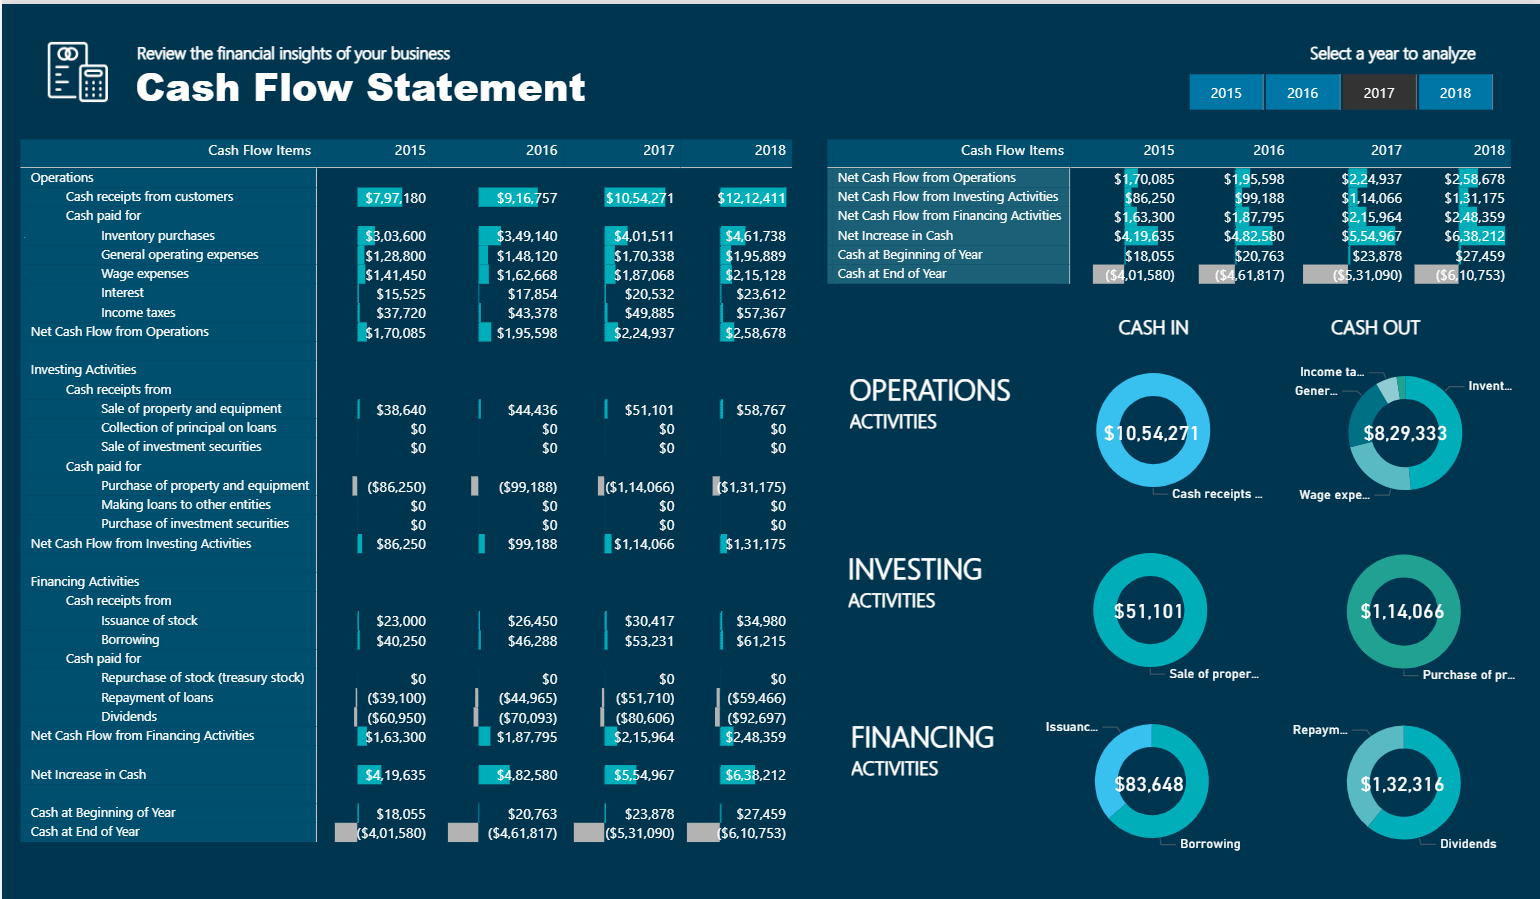 Review the financial insights of your business
Cash Flow Statement
Select a year to analyze
2015 2016 2017 2018
Cash Flow Items 2015 2016 2017 2018
Operations
Cash receipts from customers $7,97,180 $9,16,757 $10,54,271 $12,12,411
Cash paid for
Inventory purchases $3,03,600 $3,49,140 $4,01,511 $4,61,738
General operating expenses $1,28,800 $1,48,120 $1,70,338 $1,95,889
Wage expenses $1,41,450 $1,62,668 $1,87,068 $2,15,128
Interest $15,525 $17,854 $20,532 $23,612
Income taxes $37,720 $43,378 $49,885 $57,367
Net Cash Flow from Operations $1,70,085 $1,95,598 $2,24,937 $2,58,678
Investing Activities
Cash receipts from
Sale of property and equipment $38,640 $44,436 $51,101 $58,767
Collection of principal on loans $0 $0 $0 $0
Sale of investment securities $0 $0 $0 $0
Cash paid for
Purchase of property and equipment ($86,250) ($99,188) ($1,14,066) ($1,31,175)
Making loans to other entities $0 $0 $0 $0
Purchase of investment securities $0 $0 $0 $0
Net Cash Flow from Investing Activities $86,250 $99,188 $1,14,066 $1,31,175
Financing Activities
Cash receipts from
Issuance of stock $23,000 $26,450 $30,417 $34,980
Borrowing $40,250 $46,288 $53,231 $61,215
Cash paid for
Repurchase of stock (treasury stock) $0 $0 $0 $0
Repayment of loans ($39,100) ($44,965) ($51,710) ($59,466)
Dividends ($60,950) ($70,093) ($80,606) ($92,697)
Net Cash Flow from Financing Activities $1,63,300 $1,87,795 $2,15,964 $2,48,359
Net Increase in Cash $4,19,635 $4,82,580 $5,54,967 $6,38,212
Cash at Beginning of Year $18,055 $20,763 $23,878 $27,459
Cash at End of Year ($4,01,580) ($4,61,817) ($5,31,090) ($6,10,753)
Cash Flow Items 2015 2016 2017 2018
Net Cash Flow from Operations $1,70,085 $1,95,598 $2,24,937 $2,58,678
Net Cash Flow from Investing Activities $86,250 $99,188 $1,14,066 $1,31,175
Net Cash Flow from Financing Activities $1,63,300 $1,87,795 $2,15,964 $2,48,359
Net Increase in Cash $4,19,635 $4,82,580 $5,54,967 $6,38,212
Cash at Beginning of Year $18,055 $20,763 $23,878 $27,459
Cash at End of Year ($4,01,580) ($4,61,817) ($5,31,090) ($6,10,753)
CASH IN CASH OUT
OPERATIONS
ACTIVITIES
$10,54,271
Cash receipts ...
Income ta...
Gener...
Invent...
$8,29,333
Wage expe...
INVESTING
ACTIVITIES
$51,101
Sale of proper...
$1,14,066
Purchase of pr...
FINANCING
ACTIVITIES
Issuanc...
$83,648
Borrowing
Repaym...
$1,32,316
Dividends